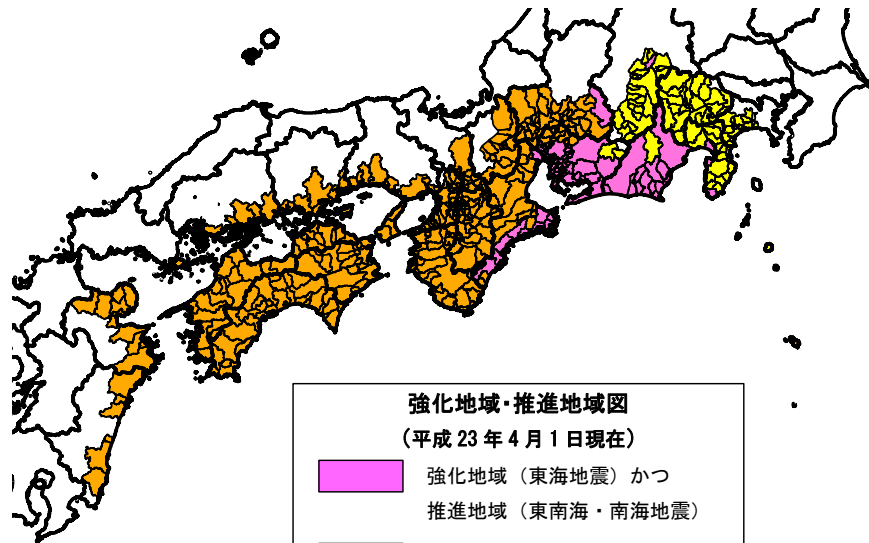 強化地域・推進地域図
（平成 23 年 4 月 1 日現在）
強化地域（東海地震）かつ
推進地域（東南海・南海地震）